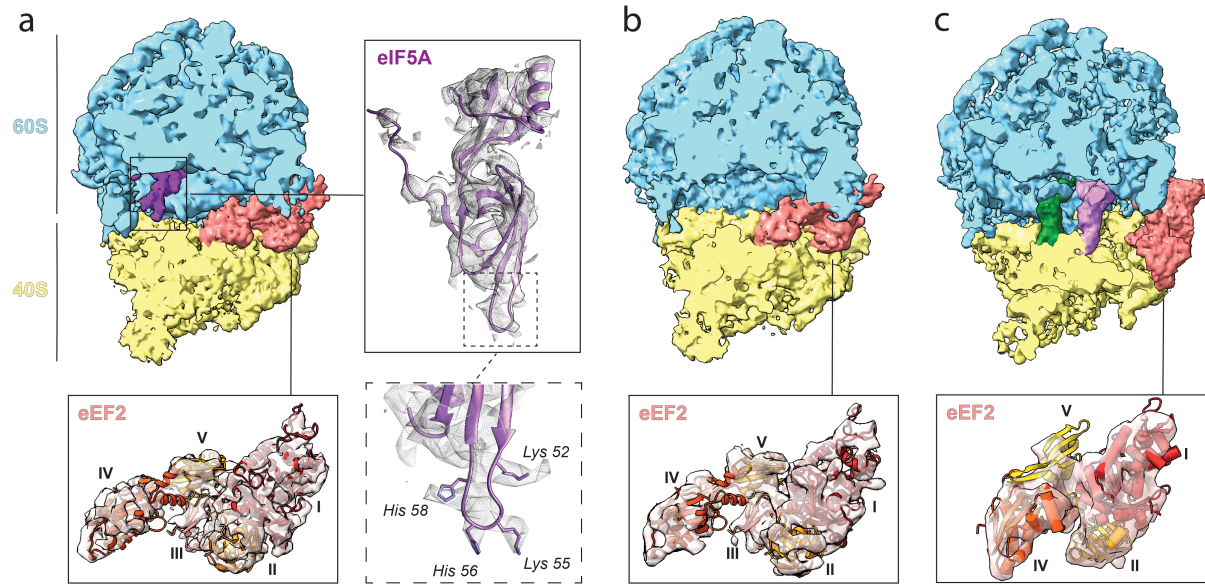 a
b
c
60S
40S
eIF5A
eEF2
IV
V
III
II
I
Lys 52
His 58
His 56
Lys 55
eEF2
IV
V
III
II
I
eEF2
V
I
IV
II